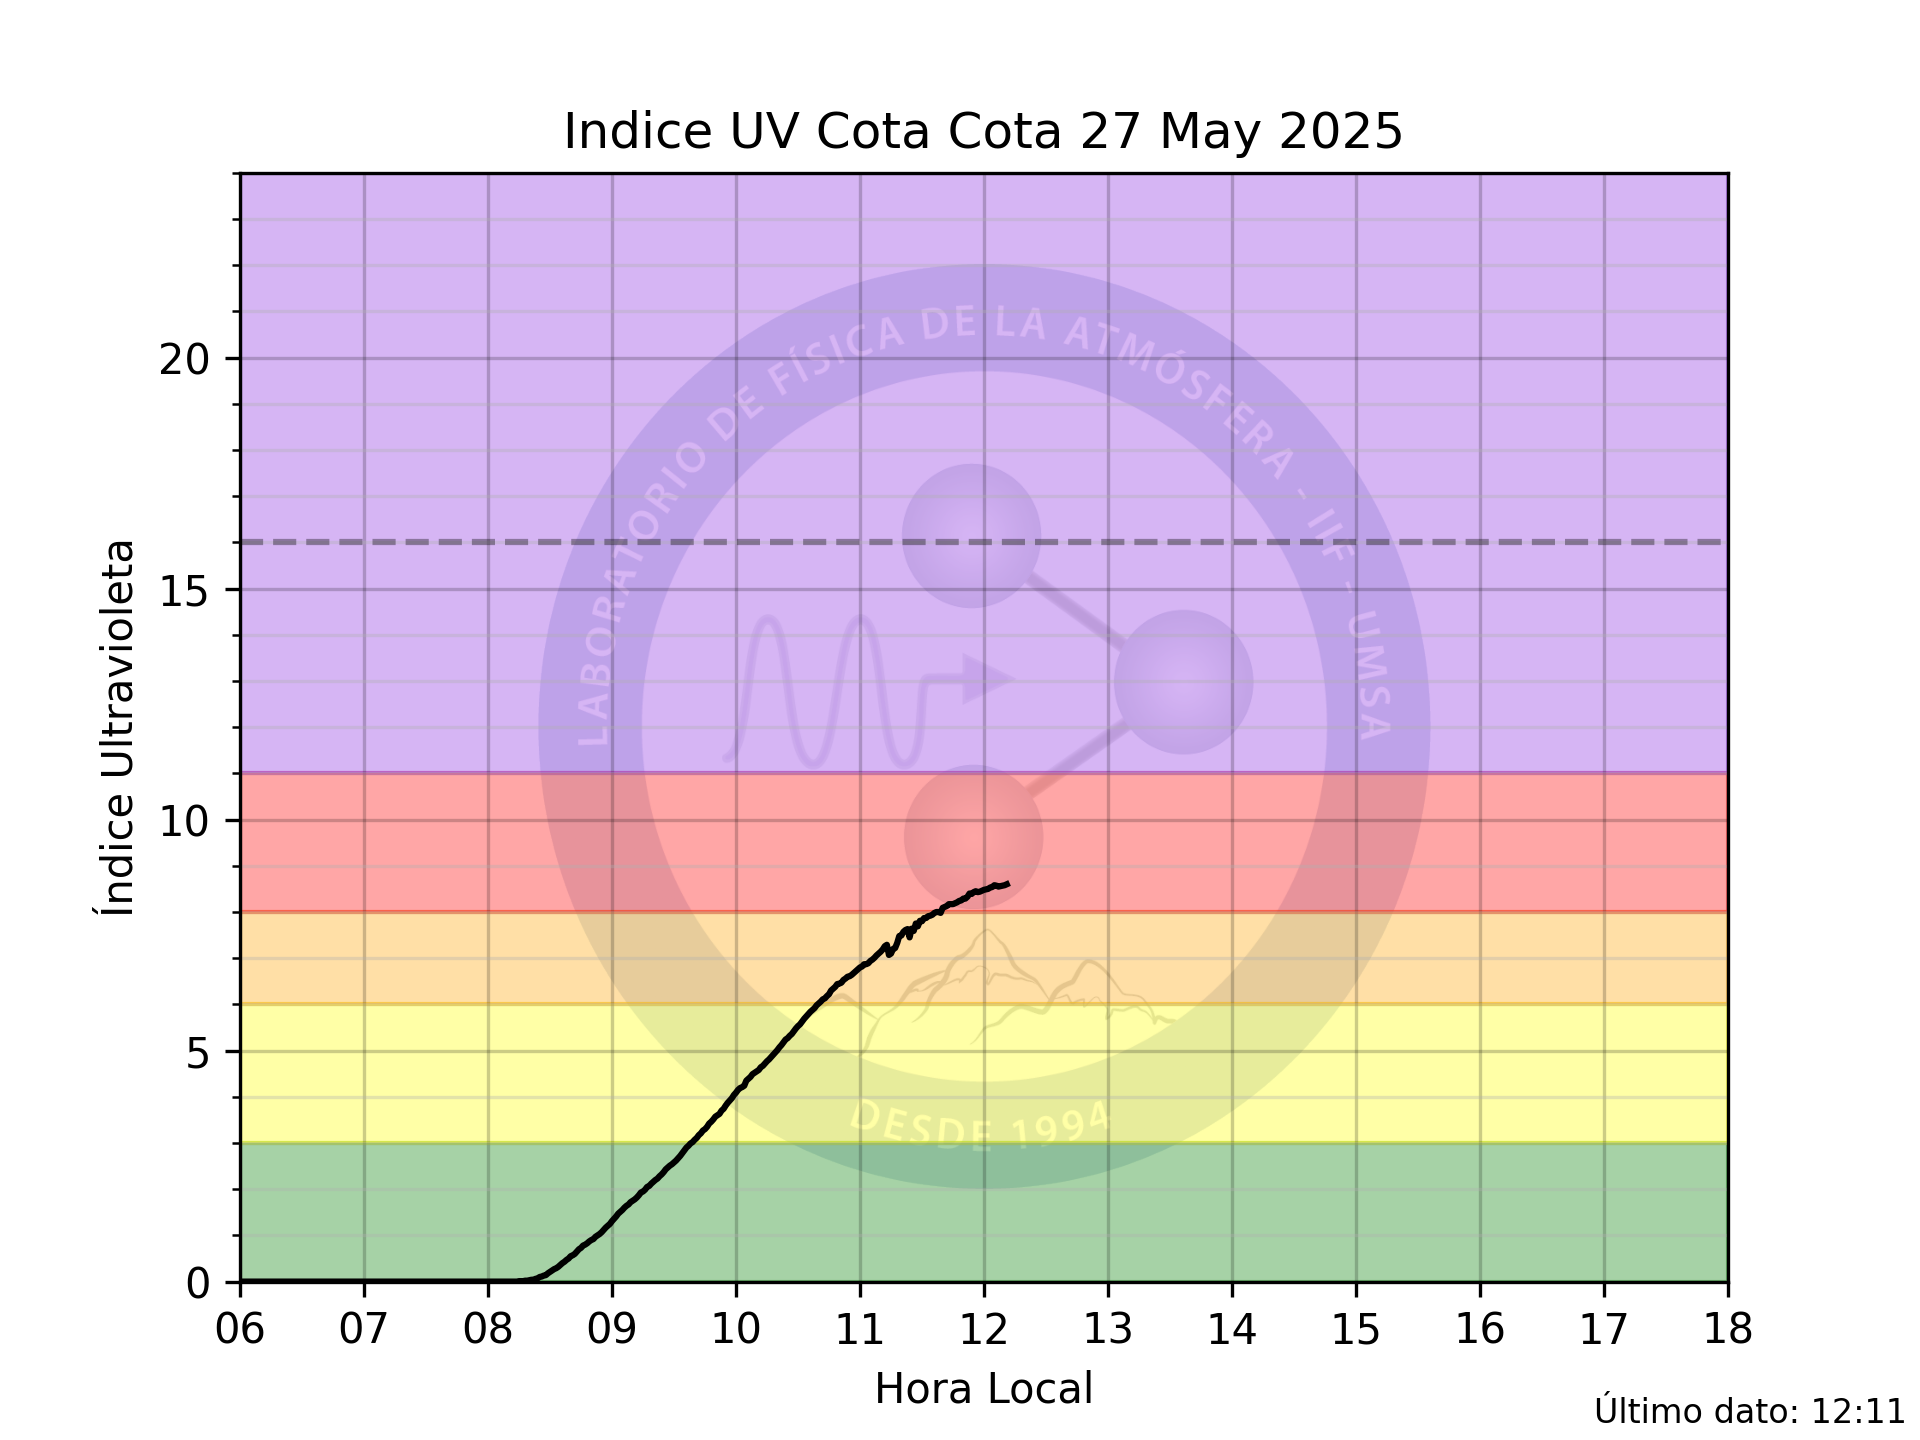 Indice UV Cota Cota 27 May 2025
LABORATORIO DE FÍSICA DE LA ATMÓSFERA - IIF - UMSA
DESDE 1994
Índice Ultravioleta
20
15
10
5
0
06 07 08 09 10 11 12 13 14 15 16 17 18
Hora Local
Último dato: 12:11